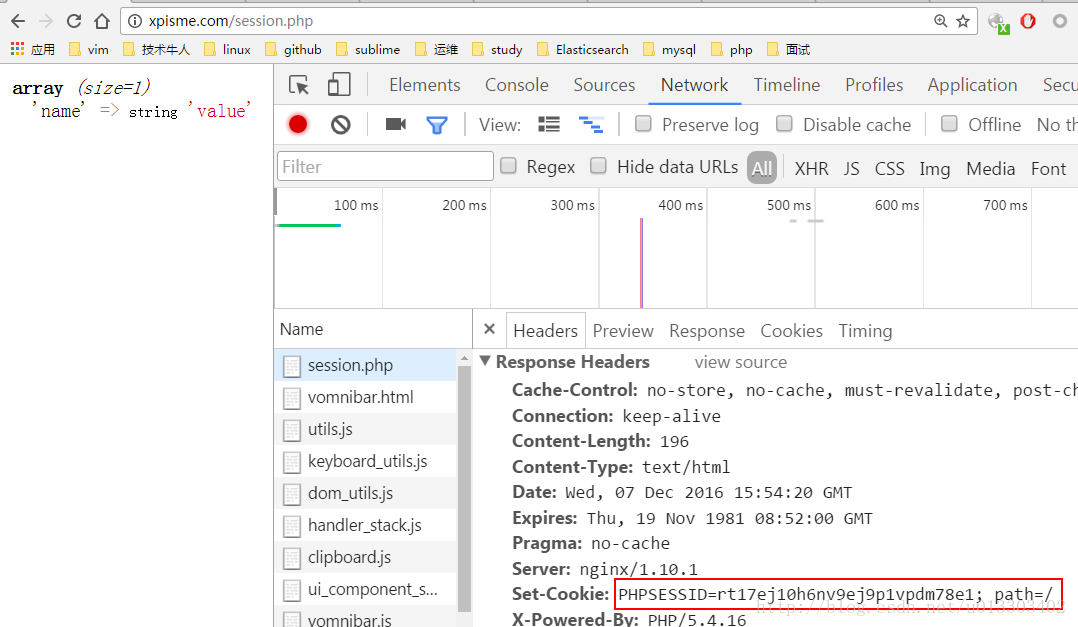 xpisme.com/session.php
应用 vim 技术牛人 linux github sublime 运维 study Elasticsearch mysql php 面试
array (size=1)
'name' => string 'value'
Elements Console Sources Network Timeline Profiles Application Secu
View: Preserve log Disable cache Offline No th
Filter Regex Hide data URLs All XHR JS CSS Img Media Font
100 ms 200 ms 300 ms 400 ms 500 ms 600 ms 700 ms
Name
session.php
vomnibar.html
utils.js
keyboard_utils.js
dom_utils.js
handler_stack.js
clipboard.js
ui_component_s...
vomnibar.js
× Headers Preview Response Cookies Timing
Response Headers view source
Cache-Control: no-store, no-cache, must-revalidate, post-ch
Connection: keep-alive
Content-Length: 196
Content-Type: text/html
Date: Wed, 07 Dec 2016 15:54:20 GMT
Expires: Thu, 19 Nov 1981 08:52:00 GMT
Pragma: no-cache
Server: nginx/1.10.1
Set-Cookie: PHPSESSID=rt17ej10h6nv9ej9p1vpdm78e1; path=/
X-Powered-By: PHP/5.4.16
http://blog.csdn.net/u013303402